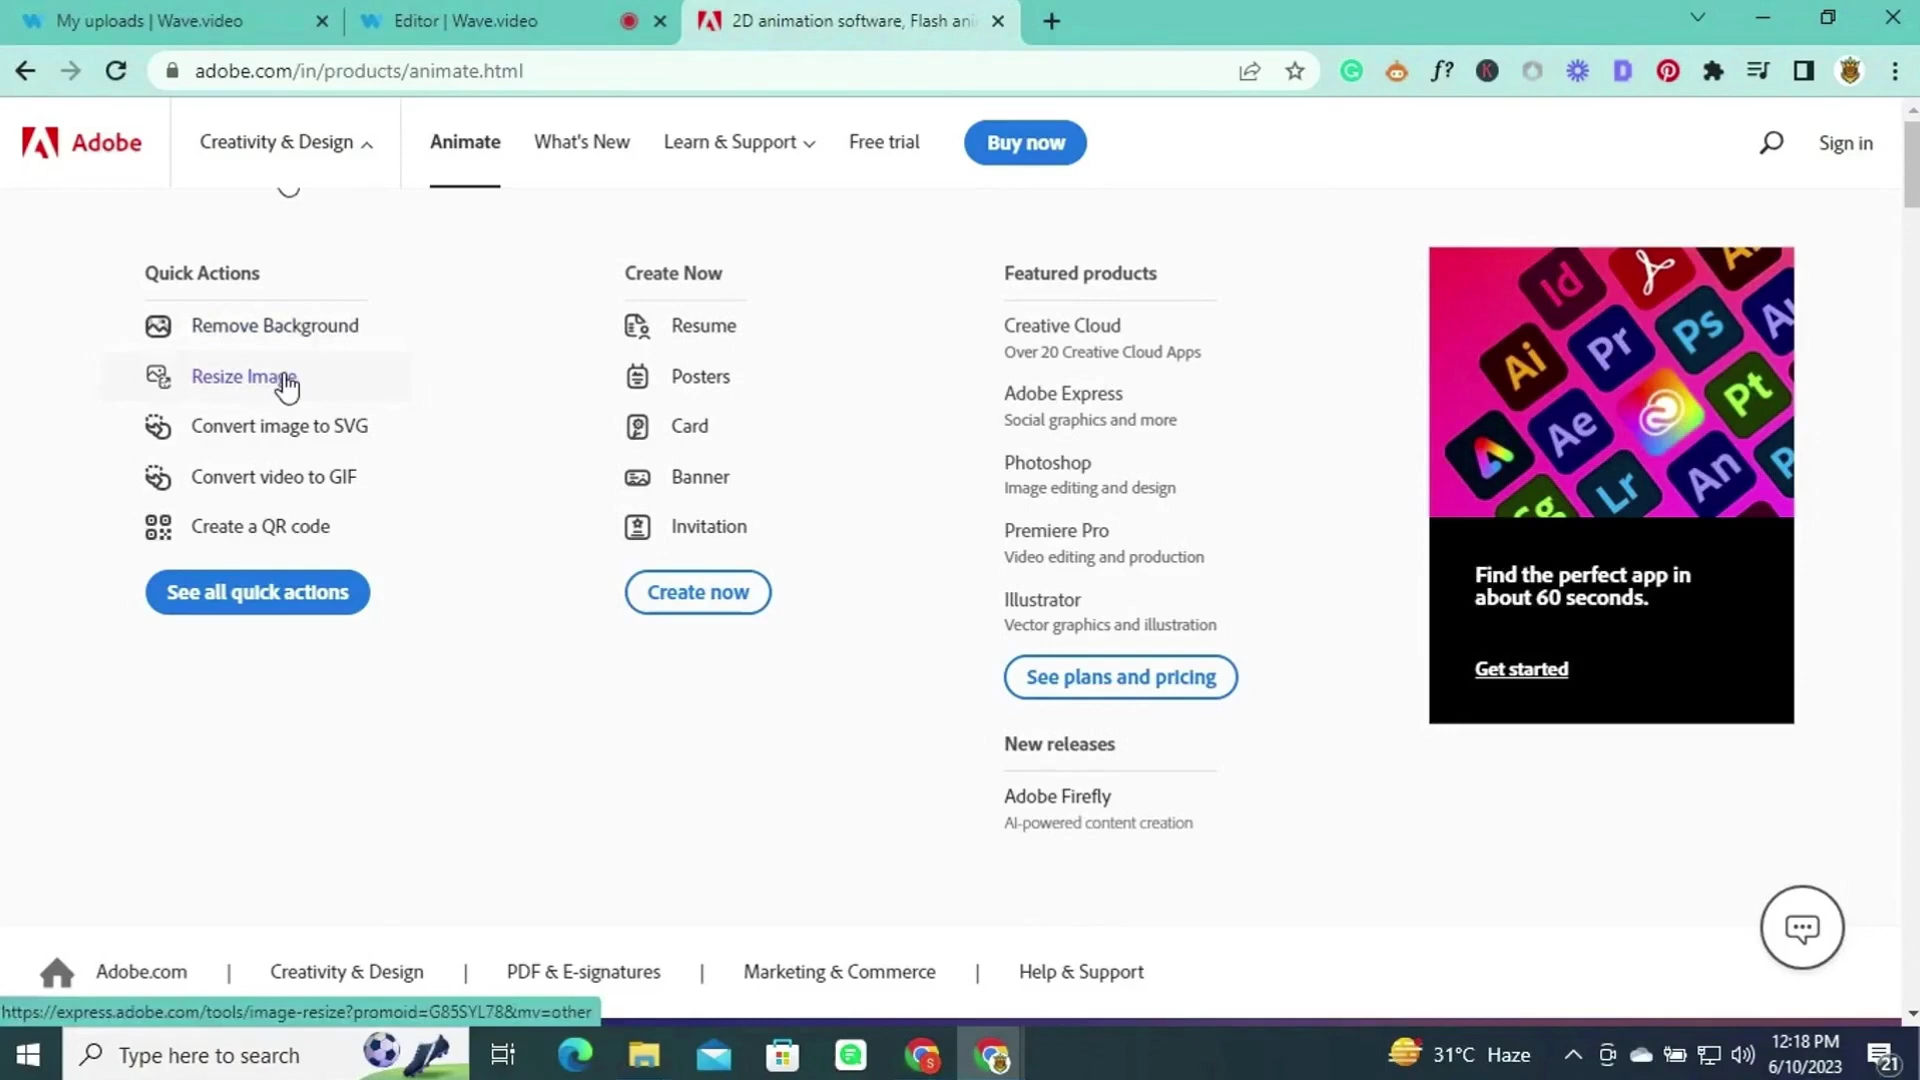 My uploads | Wave.video
Editor | Wave.video
2D animation software, Flash ani
adobe.com/in/products/animate.html
f?
K
D
Adobe
Creativity & Design
Animate
What's New
Learn & Support
Free trial
Buy now
Sign in
Quick Actions
Remove Background
Resize Image
Convert image to SVG
Convert video to GIF
Create a QR code
See all quick actions
Create Now
Resume
Posters
Card
Banner
Invitation
Create now
Featured products
Creative Cloud
Over 20 Creative Cloud Apps
Adobe Express
Social graphics and more
Photoshop
Image editing and design
Premiere Pro
Video editing and production
Illustrator
Vector graphics and illustration
See plans and pricing
New releases
Adobe Firefly
AI-powered content creation
Id
Ai
Pr
Ps
Ae
Pt
Lr
An
Find the perfect app in
about 60 seconds.
Get started
Adobe.com | Creativity & Design | PDF & E-signatures | Marketing & Commerce | Help & Support
https://express.adobe.com/tools/image-resize?promoid=G85SYL78&mv=other
Type here to search
S
31°C Haze
12:18 PM
6/10/2023
21